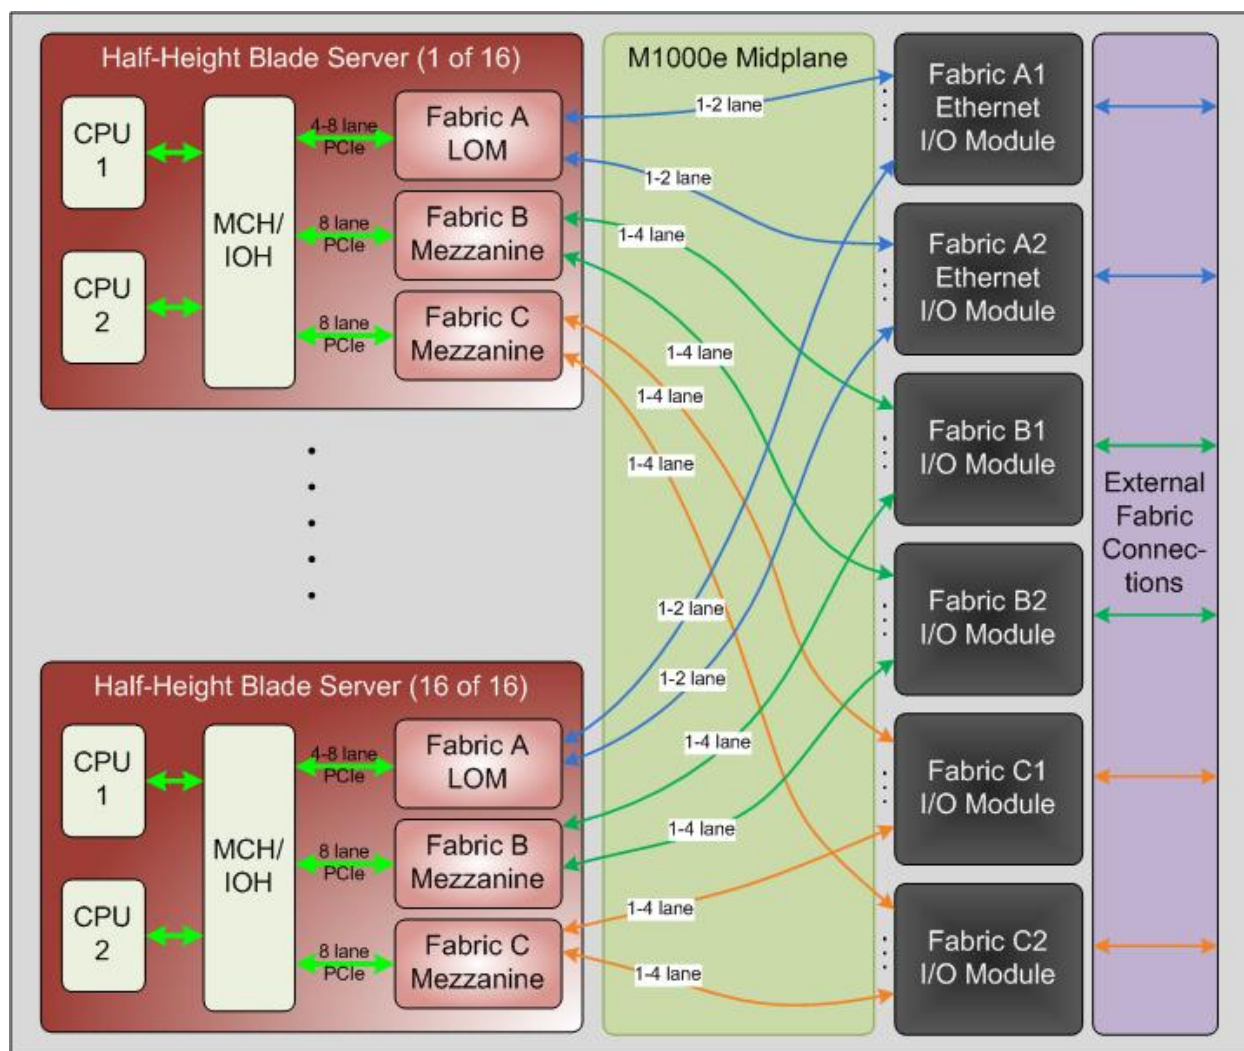 Half-Height Blade Server (1 of 16)
CPU
1
CPU
2
MCH/
IOH
4-8 lane
PCIe
8 lane
PCIe
8 lane
PCIe
Fabric A
LOM
Fabric B
Mezzanine
Fabric C
Mezzanine
Half-Height Blade Server (16 of 16)
CPU
1
CPU
2
MCH/
IOH
4-8 lane
PCIe
8 lane
PCIe
8 lane
PCIe
Fabric A
LOM
Fabric B
Mezzanine
Fabric C
Mezzanine
M1000e Midplane
1-2 lane
1-2 lane
1-4 lane
1-4 lane
1-4 lane
1-4 lane
1-2 lane
1-2 lane
1-4 lane
1-4 lane
1-4 lane
1-4 lane
Fabric A1
Ethernet
I/O Module
Fabric A2
Ethernet
I/O Module
Fabric B1
I/O Module
Fabric B2
I/O Module
Fabric C1
I/O Module
Fabric C2
I/O Module
External
Fabric
Connec-
tions